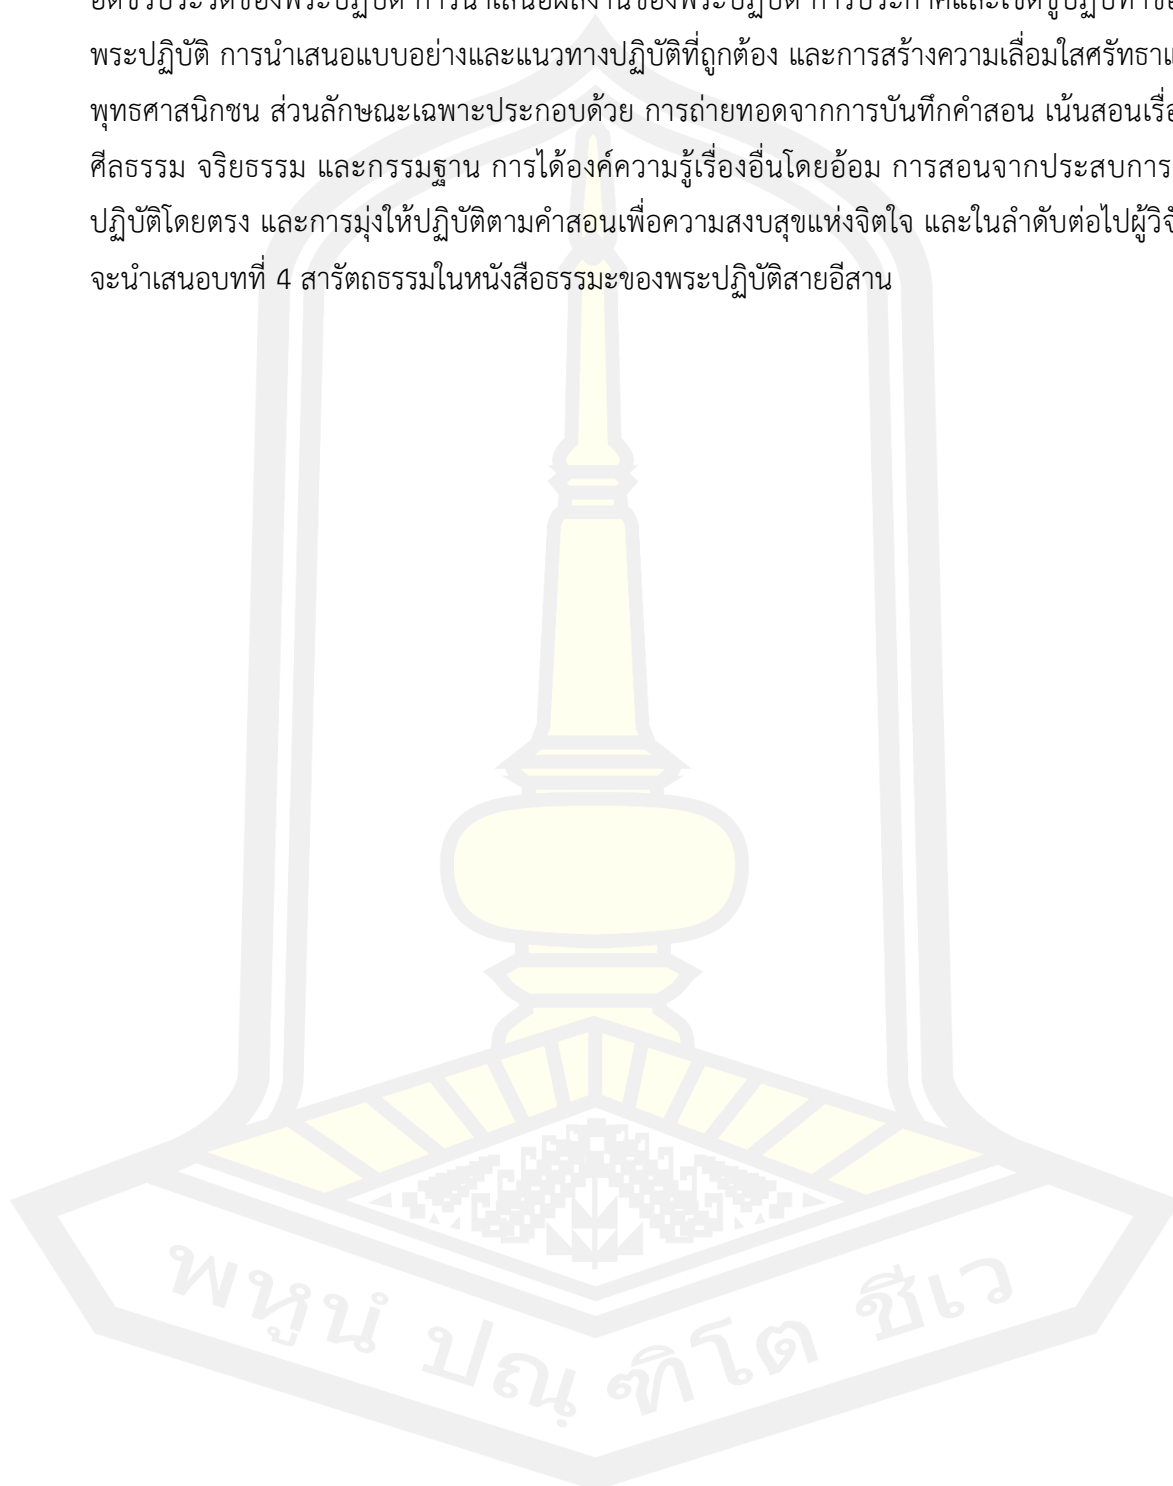 พระปฏิบัติ การนำเสนอแบบอย่างและแนวทางปฏิบัติที่ถูกต้อง และการสร้างความเลื่อมใสศรัทธา
พุทธศาสนิกชน ส่วนลักษณะเฉพาะประกอบด้วย การถ่ายทอดจากการบันทึกคำสอน เน้นสอน
ศีลธรรม จริยธรรม และกรรมฐาน การได้องค์ความรู้เรื่องอื่นโดยอ้อม การสอนจาก
ปฏิบัติโดยตรง และการมุ่งให้ปฏิบัติตามคำสอนเพื่อความสงบสุขแห่งจิตใจ และในลำดับต่อไป
จะนำเสนอบทที่ 4 สารัตถธรรมในหนังสือธรรมะของพระปฏิบัติสายอีสาน
พหูนํ ปณฺฑิโต ชีเว